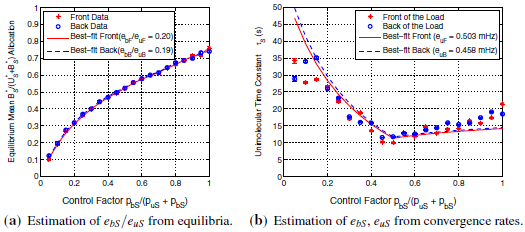 Front Data
Back Data
Best−fit Front(e_bF/e_uF = 0.20)
Best−fit Back(e_bB/e_uB = 0.19)
Equilibrium Mean B_S/(U_S+B_S) Allocation
1
0.9
0.8
0.7
0.6
0.5
0.4
0.3
0.2
0.1
0
0 0.2 0.4 0.6 0.8 1
Control Factor p_bS/(p_uS + p_bS)
(a) Estimation of e_bS/e_uS from equilibria.
Front of the Load
Back of the Load
Best−fit Front (e_uF = 0.503 mHz)
Best−fit Back (e_uB = 0.458 mHz)
Unimolecular Time Constant τ_S(s)
50
45
40
35
30
25
20
15
10
5
0
0 0.2 0.4 0.6 0.8 1
Control Factor p_bS/(p_uS + p_bS)
(b) Estimation of e_bS, e_uS from convergence rates.